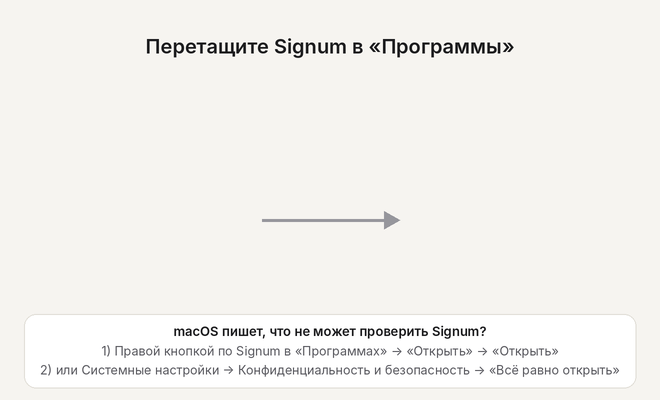 Перетащите Signum в «Программы»
macOS пишет, что не может проверить Signum?
1) Правой кнопкой по Signum в «Программах» → «Открыть» → «Открыть»
2) или Системные настройки → Конфиденциальность и безопасность → «Всё равно открыть»